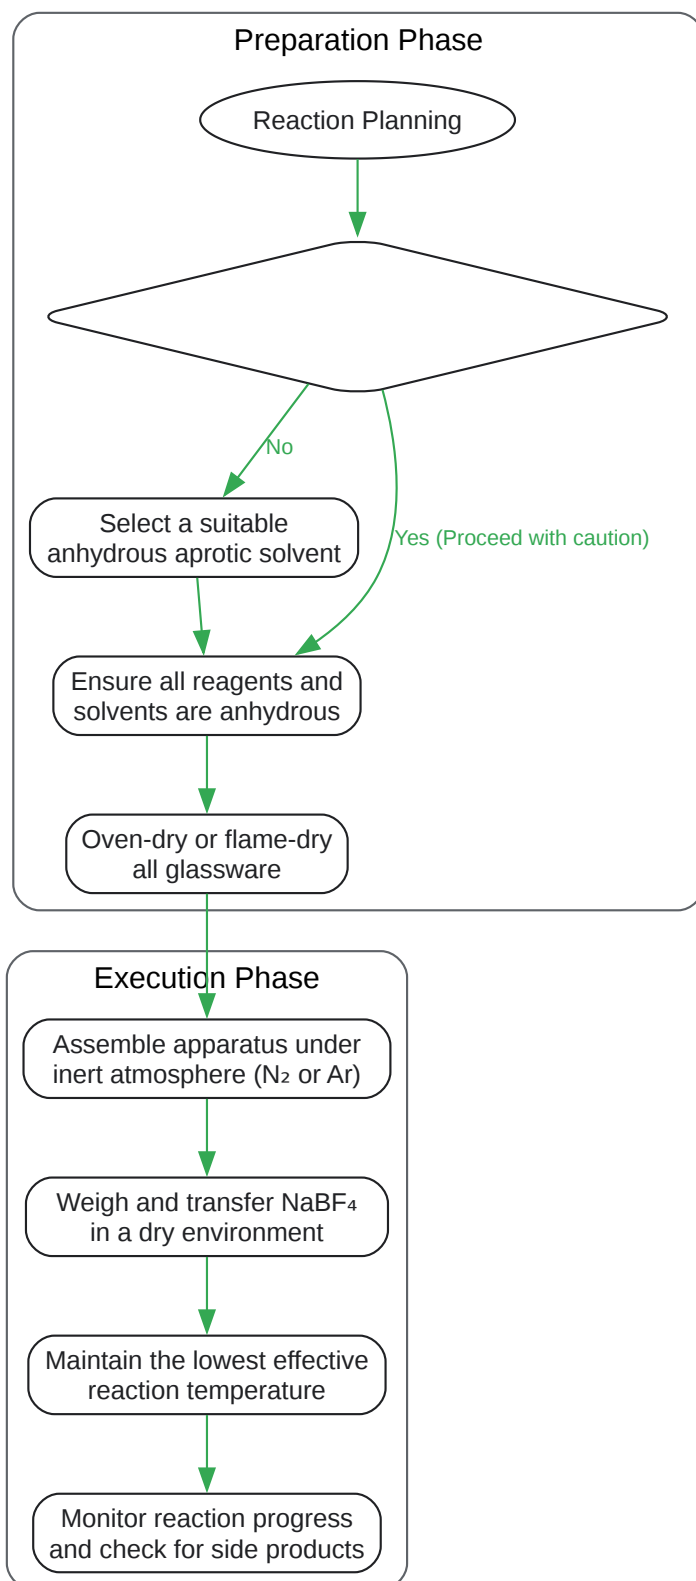 Preparation Phase
Reaction Planning
No
Select a suitable
anhydrous aprotic solvent
Yes (Proceed with caution)
Ensure all reagents and
solvents are anhydrous
Oven-dry or flame-dry
all glassware
Execution Phase
Assemble apparatus under
inert atmosphere (N₂ or Ar)
Weigh and transfer NaBF₄
in a dry environment
Maintain the lowest effective
reaction temperature
Monitor reaction progress
and check for side products